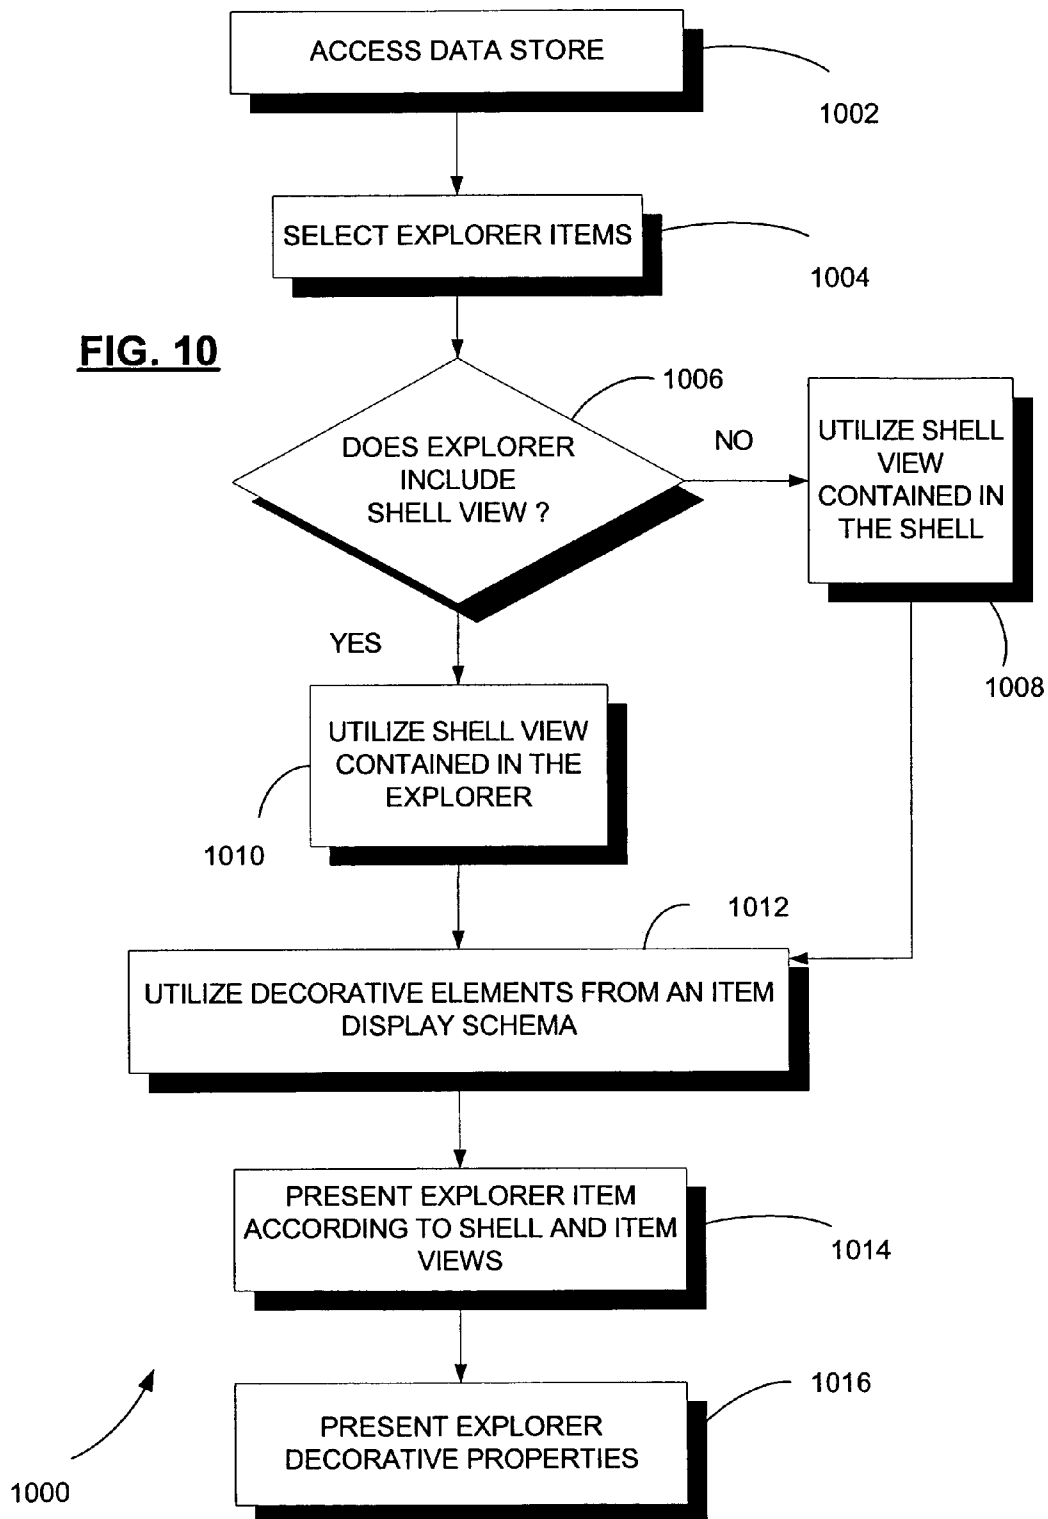 ACCESS DATA STORE
1002
SELECT EXPLORER ITEMS
1004
FIG. 10
1006
DOES EXPLORER
INCLUDE
SHELL VIEW ?
NO
UTILIZE SHELL
VIEW
CONTAINED IN
THE SHELL
1008
YES
UTILIZE SHELL VIEW
CONTAINED IN THE
EXPLORER
1010
1012
UTILIZE DECORATIVE ELEMENTS FROM AN ITEM
DISPLAY SCHEMA
PRESENT EXPLORER ITEM
ACCORDING TO SHELL AND ITEM
VIEWS
1014
1016
PRESENT EXPLORER
DECORATIVE PROPERTIES
1000